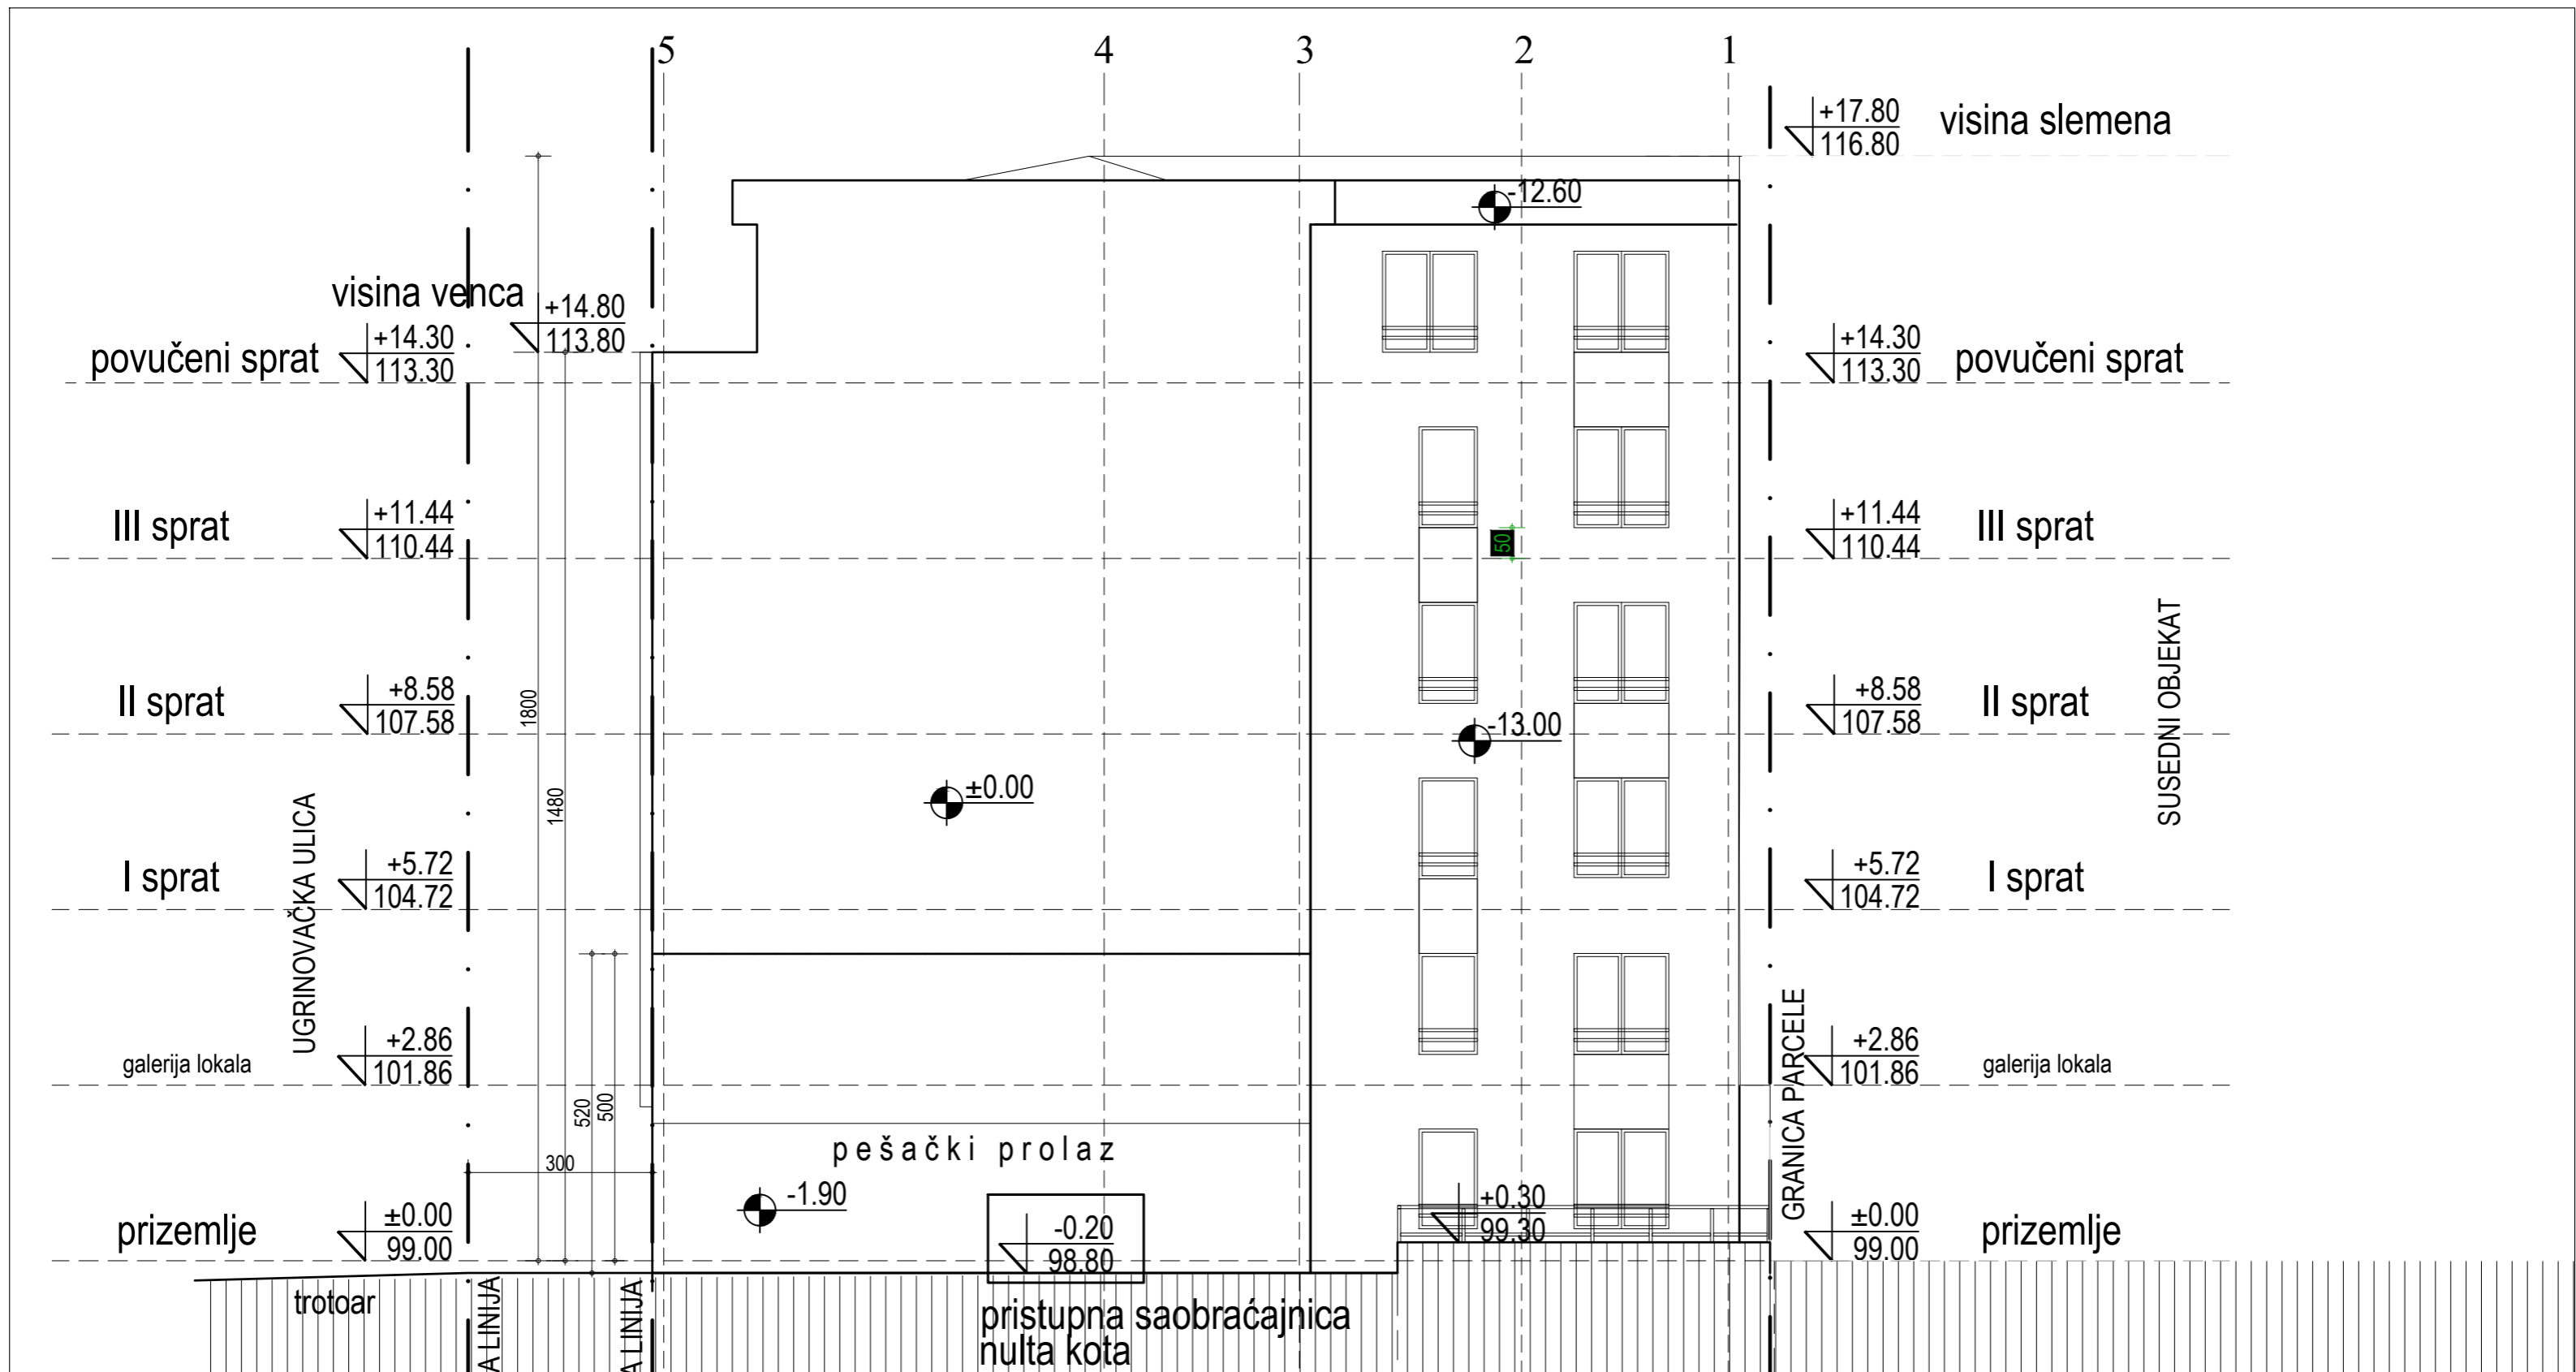 5 4 3 2 1
+17.80
116.80
visina slemena
-12.60
visina venca
+14.80
113.80
povučeni sprat
+14.30
113.30
+14.30
113.30
povučeni sprat
III sprat
+11.44
110.44
50
+11.44
110.44
III sprat
II sprat
+8.58
107.58
1800
-13.00
+8.58
107.58
II sprat
SUSEDNI OBJEKAT
1480
±0.00
UGRINOVAČKA ULICA
I sprat
+5.72
104.72
+5.72
104.72
I sprat
galerija lokala
+2.86
101.86
520
500
GRANICA PARCELE
+2.86
101.86
galerija lokala
pešački prolaz
300
-1.90
prizemlje
±0.00
99.00
-0.20
98.80
+0.30
99.30
±0.00
99.00
prizemlje
trotoar
LINIJA
LINIJA
pristupna saobraćajnica
nulta kota